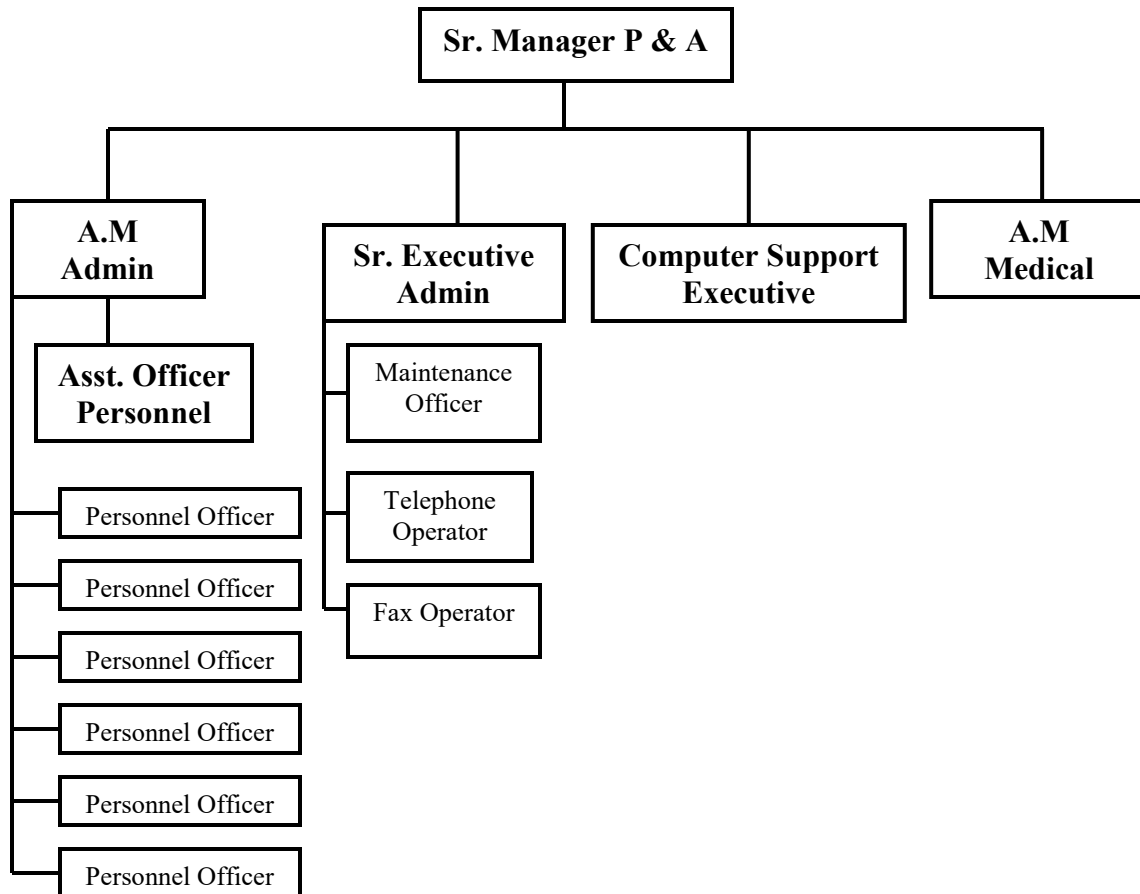 Sr. Manager P & A
A.M
Admin
Sr. Executive
Admin
Computer Support
Executive
A.M
Medical
Asst. Officer
Personnel
Maintenance
Officer
Telephone
Operator
Fax Operator
Personnel Officer
Personnel Officer
Personnel Officer
Personnel Officer
Personnel Officer
Personnel Officer